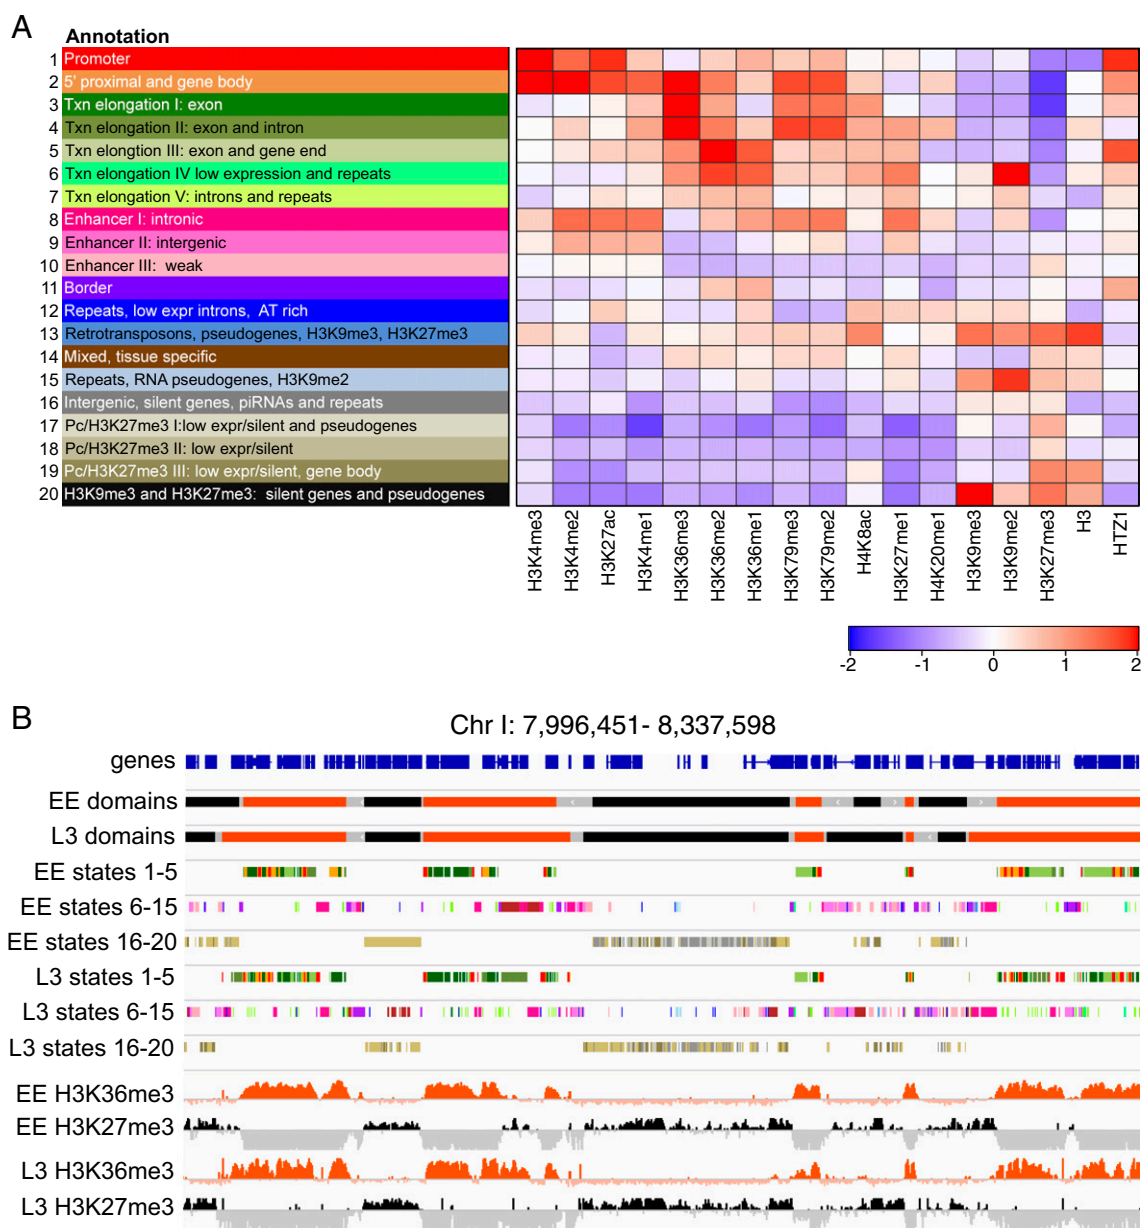 A
Annotation
1 Promoter
2 5' proximal and gene body
3 Txn elongation I: exon
4 Txn elongation II: exon and intron
5 Txn elongtion III: exon and gene end
6 Txn elongation IV low expression and repeats
7 Txn elongation V: introns and repeats
8 Enhancer I: intronic
9 Enhancer II: intergenic
10 Enhancer III: weak
11 Border
12 Repeats, low expr introns, AT rich
13 Retrotransposons, pseudogenes, H3K9me3, H3K27me3
14 Mixed, tissue specific
15 Repeats, RNA pseudogenes, H3K9me2
16 Intergenic, silent genes, piRNAs and repeats
17 Pc/H3K27me3 I:low expr/silent and pseudogenes
18 Pc/H3K27me3 II: low expr/silent
19 Pc/H3K27me3 III: low expr/silent, gene body
20 H3K9me3 and H3K27me3: silent genes and pseudogenes
H3K4me3
H3K4me2
H3K27ac
H3K4me1
H3K36me3
H3K36me2
H3K36me1
H3K79me3
H3K79me2
H4K8ac
H3K27me1
H4K20me1
H3K9me3
H3K9me2
H3K27me3
H3
HTZ1
-2 -1 0 1 2
B
Chr I: 7,996,451- 8,337,598
genes
EE domains
L3 domains
EE states 1-5
EE states 6-15
EE states 16-20
L3 states 1-5
L3 states 6-15
L3 states 16-20
EE H3K36me3
EE H3K27me3
L3 H3K36me3
L3 H3K27me3